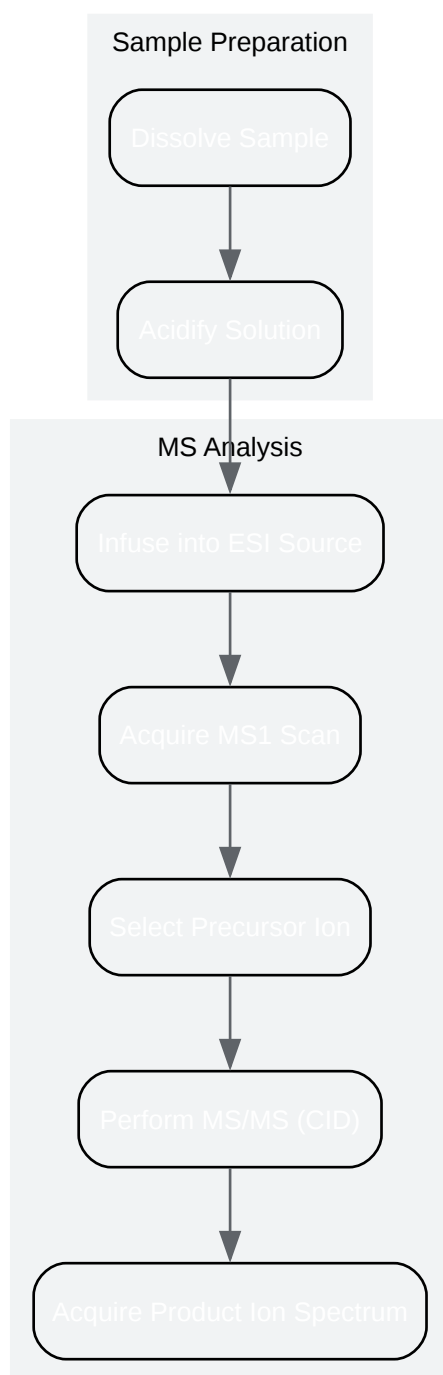 Sample Preparation
Dissolve Sample
Acidify Solution
MS Analysis
Infuse into ESI Source
Acquire MS1 Scan
Select Precursor Ion
Perform MS/MS (CID)
Acquire Product Ion Spectrum